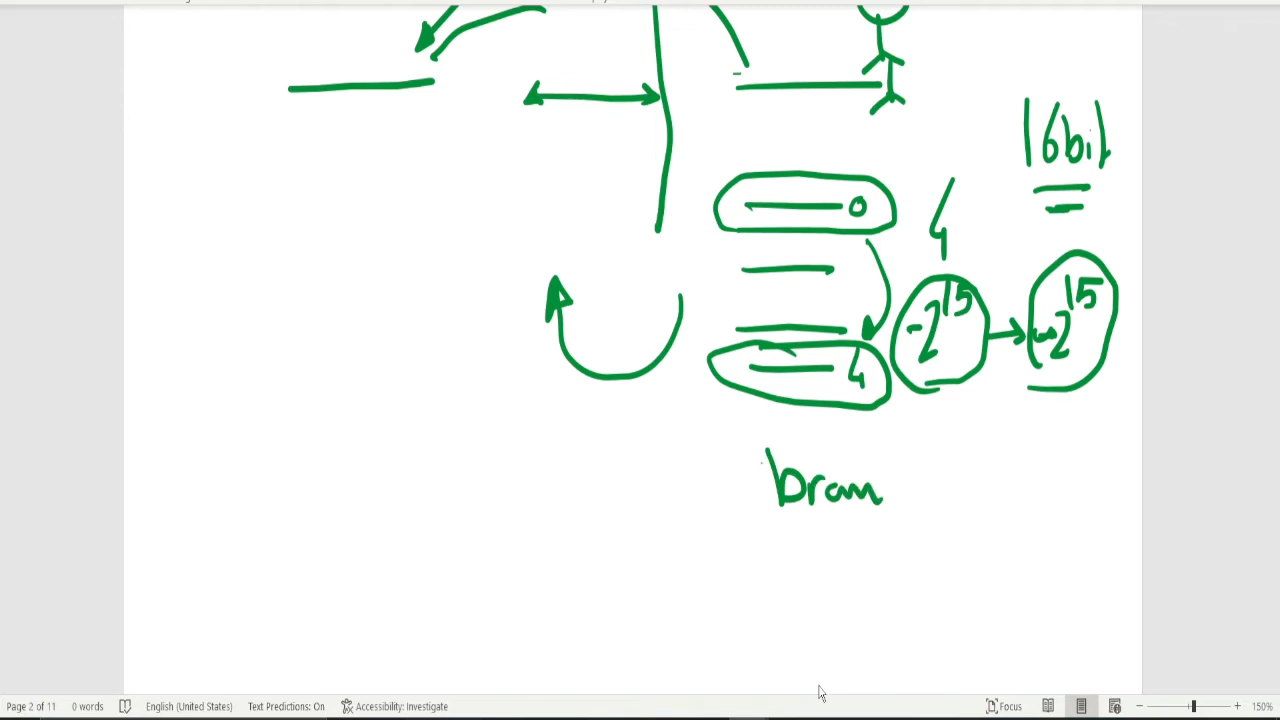 16bit
0
4
-2^15 → 2^15
4
bran
Page 2 of 11 0 words English (United States) Text Predictions: On Accessibility: Investigate Focus − + 150%